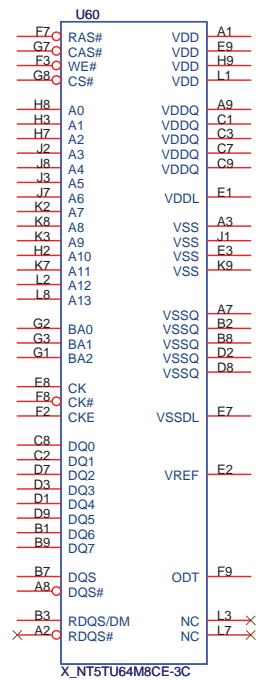 U60
F7 RAS# VDD A1
G7 CAS# VDD E9
F3 WE# VDD H9
G8 CS# VDD L1
H8 A0 VDDQ A9
H3 A1 VDDQ C1
H7 A2 VDDQ C3
J2 A3 VDDQ C7
J8 A4 VDDQ C9
J3 A5
J7 A6 VDDL E1
K2 A7
K8 A8 VSS A3
K3 A9 VSS J1
H2 A10 VSS E3
K7 A11 VSS K9
L2 A12
L8 A13
VSSQ A7
G2 BA0 VSSQ B2
G3 BA1 VSSQ B8
G1 BA2 VSSQ D2
VSSQ D8
E8 CK
F8 CK#
F2 CKE VSSDL E7
C8 DQ0
C2 DQ1
D7 DQ2 VREF E2
D3 DQ3
D1 DQ4
D9 DQ5
B1 DQ6
B9 DQ7
B7 DQS ODT F9
A8 DQS#
B3 RDQS/DM NC L3
A2 RDQS# NC L7
X_NT5TU64M8CE-3C